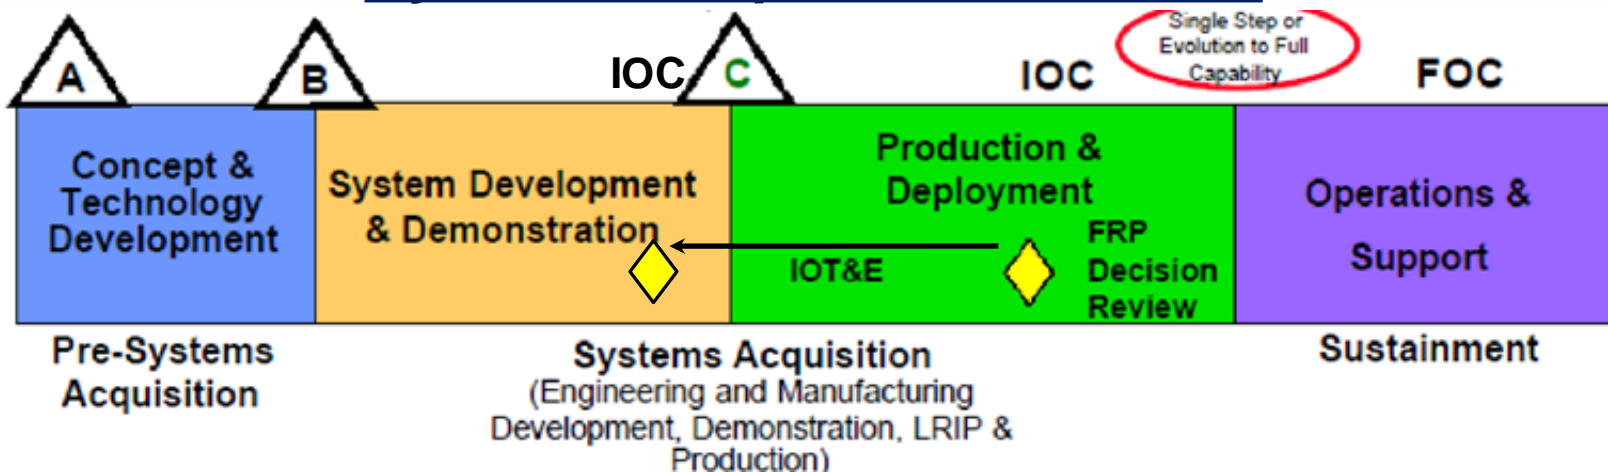 A
B
IOC
C
IOC
Single Step or
Evolution to Full
Capability
FOC
Concept &
Technology
Development
System Development
& Demonstration
Production &
Deployment
IOT&E
FRP
Decision
Review
Operations &
Support
Pre-Systems
Acquisition
Systems Acquisition
(Engineering and Manufacturing
Development, Demonstration, LRIP &
Production)
Sustainment